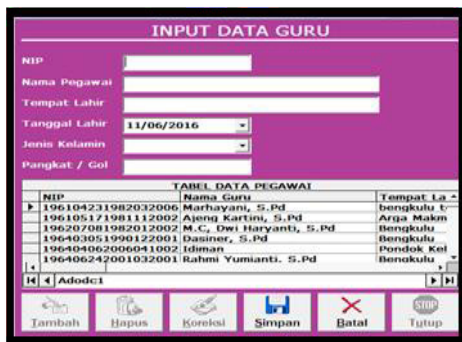 INPUT DATA GURU
NIP
Nama Pegawai
Tempat Lahir
Tanggal Lahir 11/06/2016
Jenis Kelamin
Pangkat / Gol
TABEL DATA PEGAWAI
NIP Nama Guru Tempat La
196104231982032006 Marhayani, S.Pd bengkulu t
196105171981112002 Ajeng Kartini, S.Pd Arga Makm
196207081982012002 M.C, Dwi Haryanti, S.Pd Bengkulu
196403051990122001 Dasiner, S.Pd Bengkulu
196404062006041002 Idiman Pondok Kel
196406242001032001 Rahmi Yumianti. S.Pd Bengkulu
Adodc1
Tambah Hapus Koreksi Simpan Batal STOP Tutup